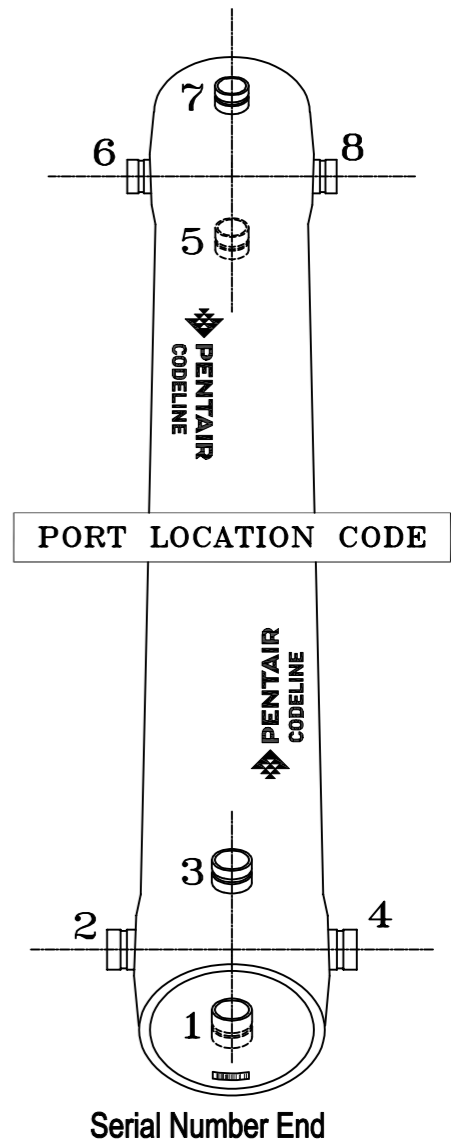 7
6
8
5
PENTAIR
CODELINE
PORT LOCATION CODE
PENTAIR
CODELINE
3
2
4
1
Serial Number End